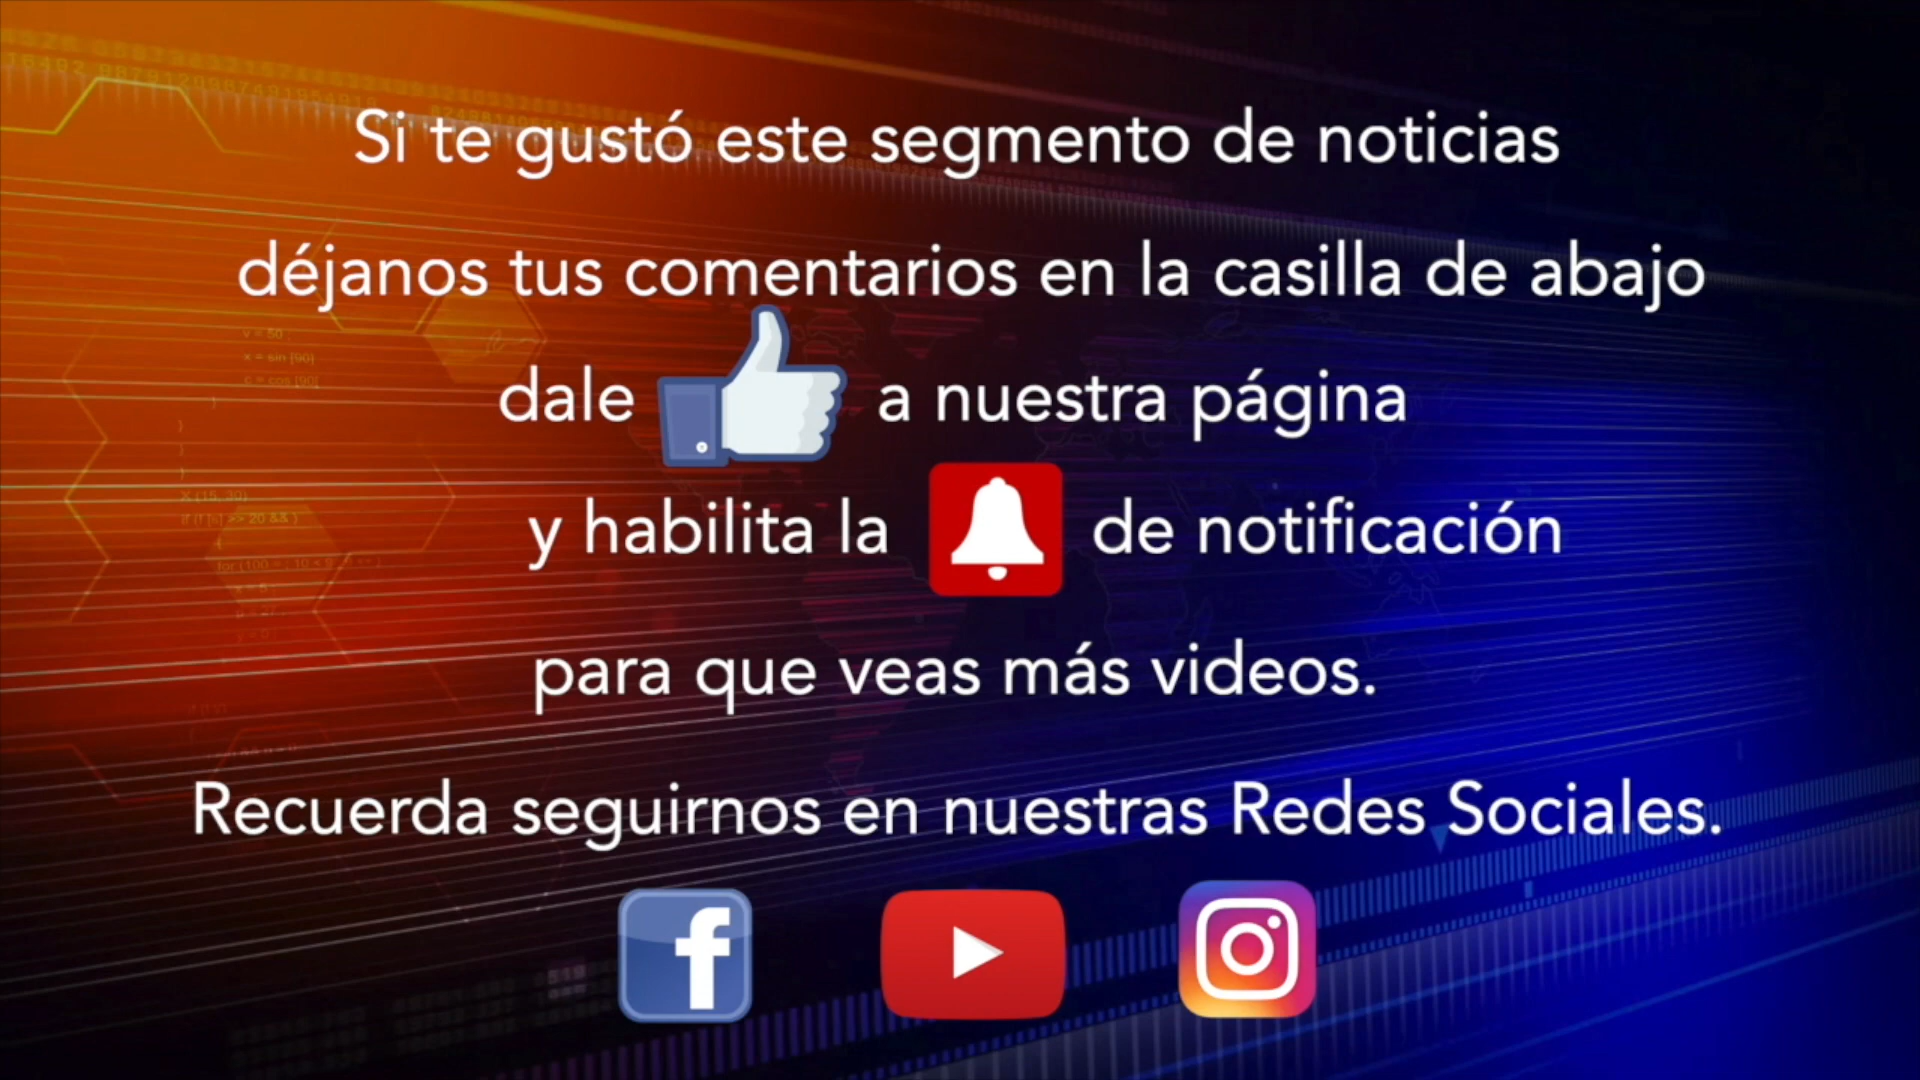 Si te gustó este segmento de noticias
déjanos tus comentarios en la casilla de abajo
dale a nuestra página
y habilita la de notificación
para que veas más videos.
Recuerda seguirnos en nuestras Redes Sociales.